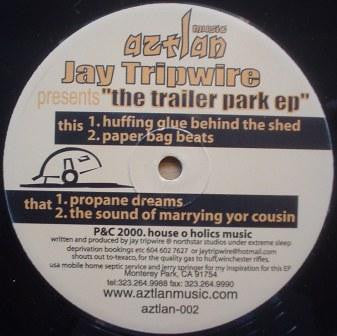 music
aztlan
Jay Tripwire
presents "the trailer park ep"
this 1. huffing glue behind the shed
2. paper bag beats
that 1. propane dreams
2. the sound of marrying yor cousin
P&C 2000. house o holics music
written and produced by jay tripwire @ northstar studios under extreme sleep
deprivation bookings etc 604 602 7627 or jaytripwire@hotmail.com
shouts out to-texaco, for the quality gas to huff,winchester rifles,
usa mobile home septic service and jerry springer for my inspiration for this EP
Monterey Park, CA 91754
tel:323.264.9988 fax:323.264.9990
www.aztlanmusic.com
aztlan-002